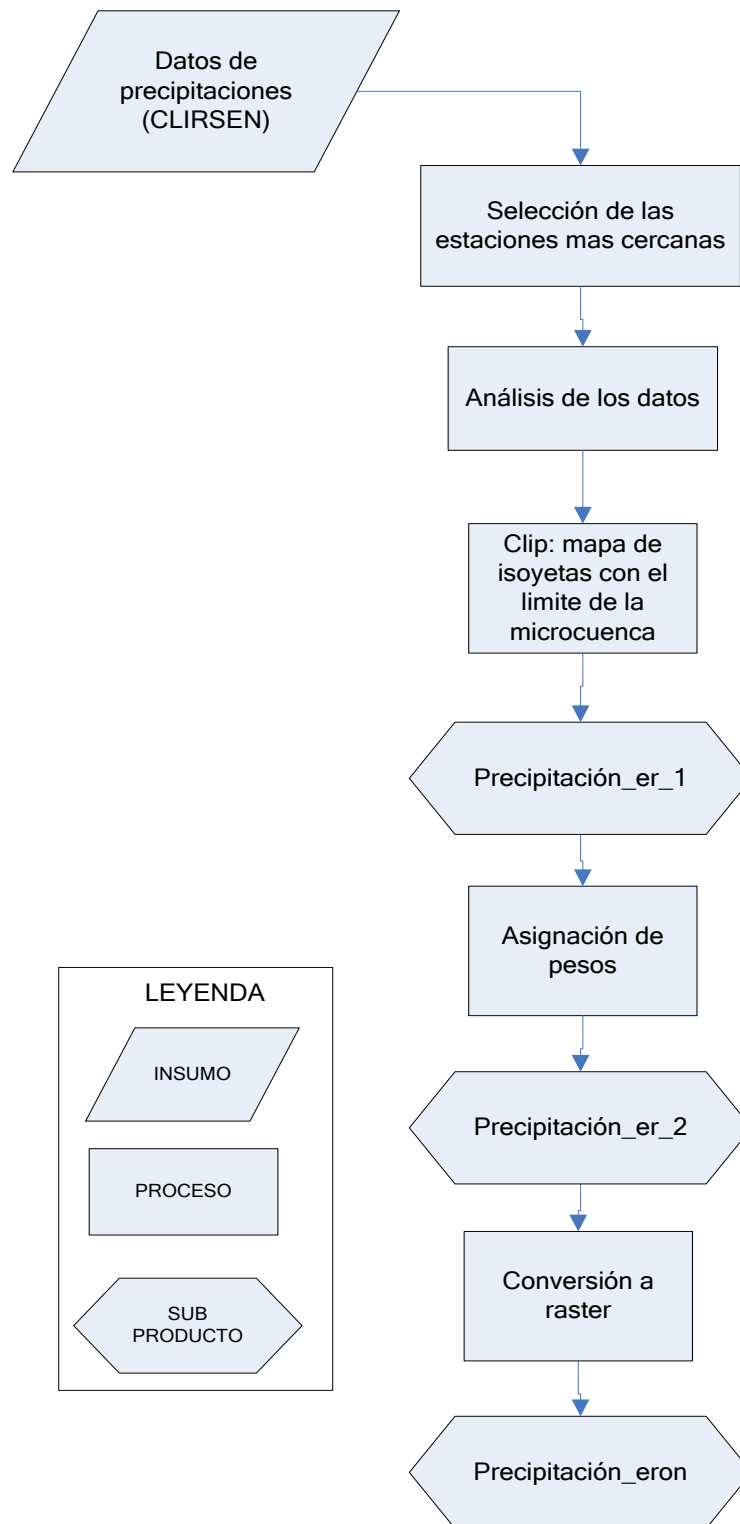 Datos de
precipitaciones
(CLIRSEN)
Selección de las
estaciones mas cercanas
Análisis de los datos
Clip: mapa de
isoyetas con el
limite de la
microcuenca
Precipitación_er_1
Asignación de
pesos
LEYENDA
INSUMO
PROCESO
SUB
PRODUCTO
Precipitación_er_2
Conversión a
raster
Precipitación_eron